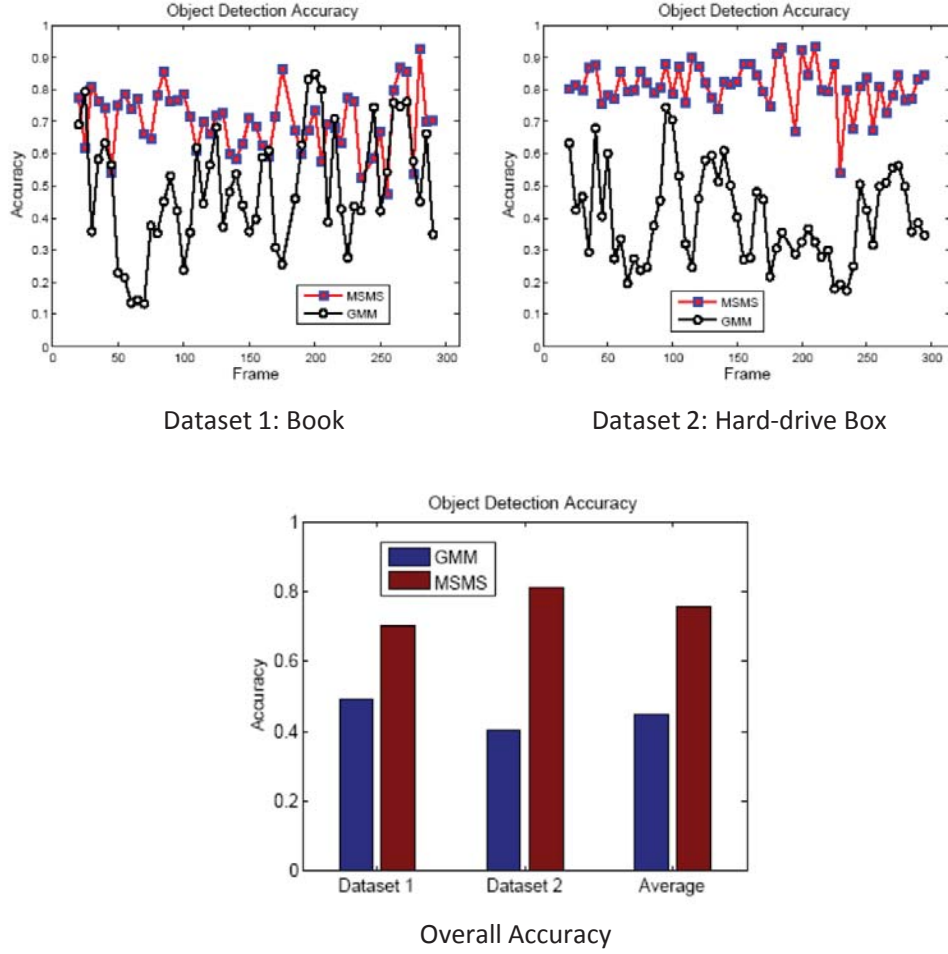 Object Detection Accuracy
1
0.9
0.8
0.7
0.6
0.5
0.4
0.3
0.2
0.1
0
Accuracy
MSMS
GMM
0 50 100 150 200 250 300
Frame
Dataset 1: Book
Object Detection Accuracy
1
0.9
0.8
0.7
0.6
0.5
0.4
0.3
0.2
0.1
0
Accuracy
MSMS
GMM
0 50 100 150 200 250 300
Frame
Dataset 2: Hard-drive Box
Object Detection Accuracy
1
0.8
0.6
0.4
0.2
0
Accuracy
GMM
MSMS
Dataset 1 Dataset 2 Average
Overall Accuracy